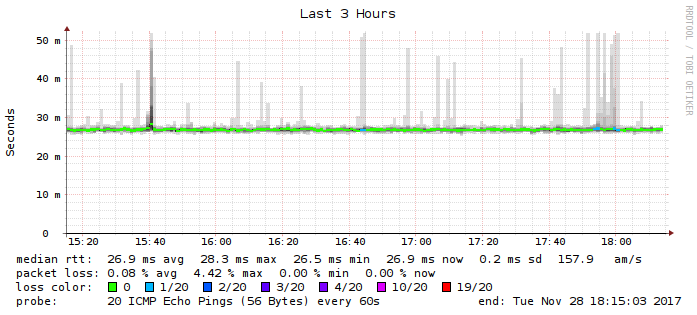 Last 3 Hours
RRDTOOL / TOBI OETIKER
Seconds
50 m
40 m
30 m
20 m
10 m
0
15:20 15:40 16:00 16:20 16:40 17:00 17:20 17:40 18:00
median rtt: 26.9 ms avg 28.3 ms max 26.5 ms min 26.9 ms now 0.2 ms sd 157.9 am/s
packet loss: 0.08 % avg 4.42 % max 0.00 % min 0.00 % now
loss color: 0 1/20 2/20 3/20 4/20 10/20 19/20
probe: 20 ICMP Echo Pings (56 Bytes) every 60s end: Tue Nov 28 18:15:03 2017